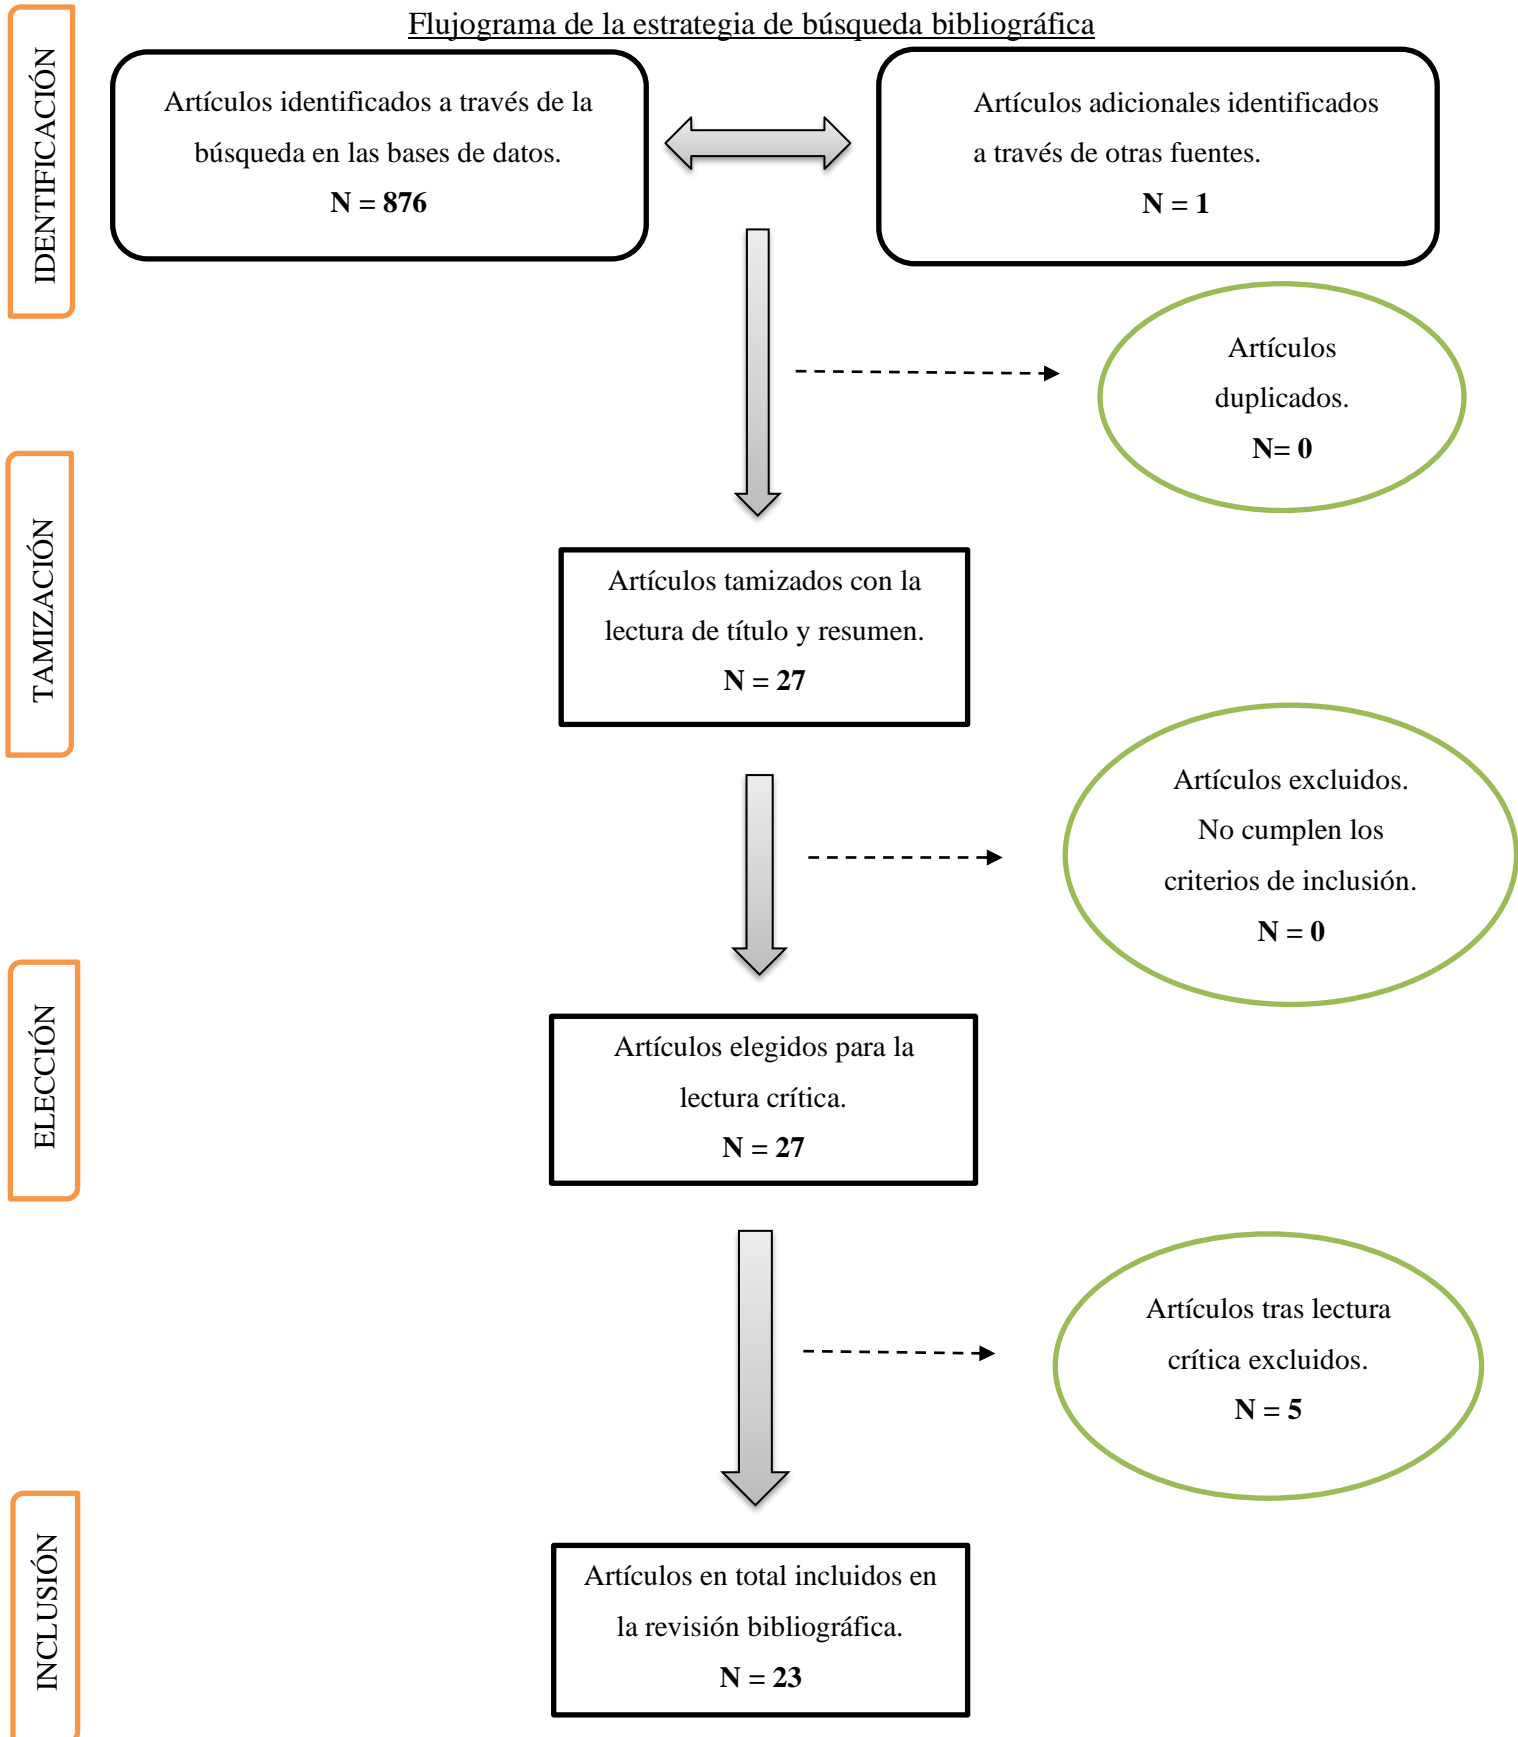 Flujograma de la estrategia de búsqueda bibliográfica
IDENTIFICACIÓN
Artículos identificados a través de la
búsqueda en las bases de datos.
N = 876
Artículos adicionales identificados
a través de otras fuentes.
N = 1
Artículos
duplicados.
N= 0
TAMIZACIÓN
Artículos tamizados con la
lectura de título y resumen.
N = 27
Artículos excluidos.
No cumplen los
criterios de inclusión.
N = 0
ELECCIÓN
Artículos elegidos para la
lectura crítica.
N = 27
Artículos tras lectura
crítica excluidos.
N = 5
INCLUSIÓN
Artículos en total incluidos en
la revisión bibliográfica.
N = 23